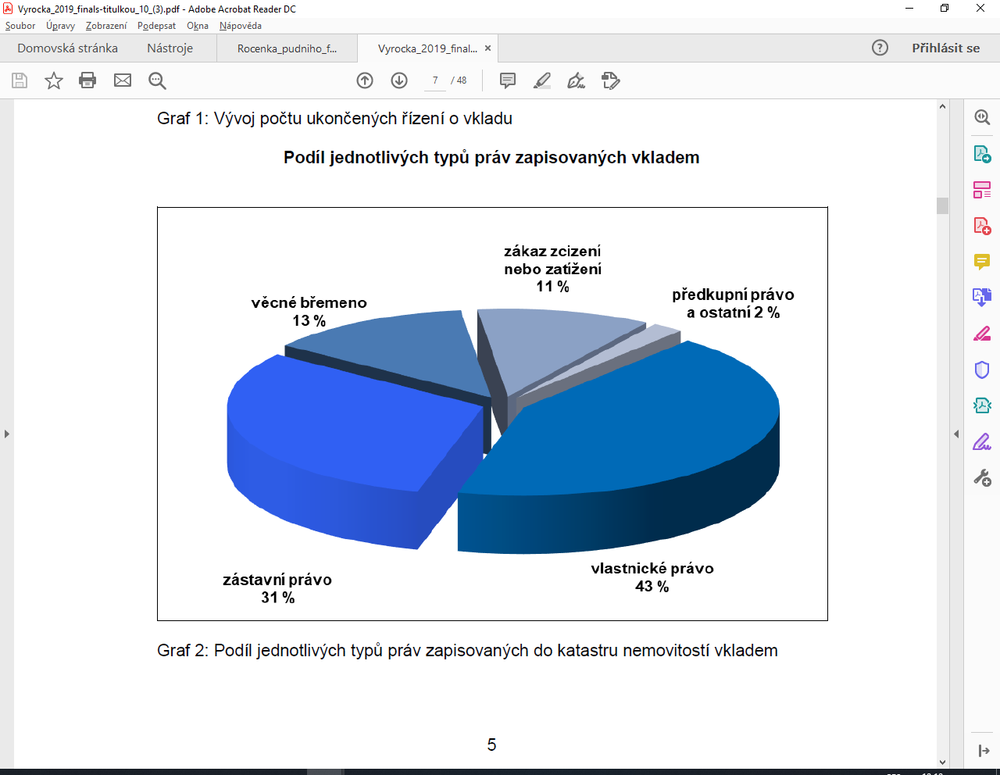 Vyrocka_2019_finals-titulkou_10_(3).pdf - Adobe Acrobat Reader DC
Soubor Úpravy Zobrazení Podepsat Okna Nápověda
Domovská stránka Nástroje Rocenka_pudniho_f... Vyrocka_2019_final... × Přihlásit se
7 / 48
Graf 1: Vývoj počtu ukončených řízení o vkladu
Podíl jednotlivých typů práv zapisovaných vkladem
zákaz zcizení
nebo zatížení
11 %
předkupní právo
a ostatní 2 %
věcné břemeno
13 %
vlastnické právo
43 %
zástavní právo
31 %
Graf 2: Podíl jednotlivých typů práv zapisovaných do katastru nemovitostí vkladem
5